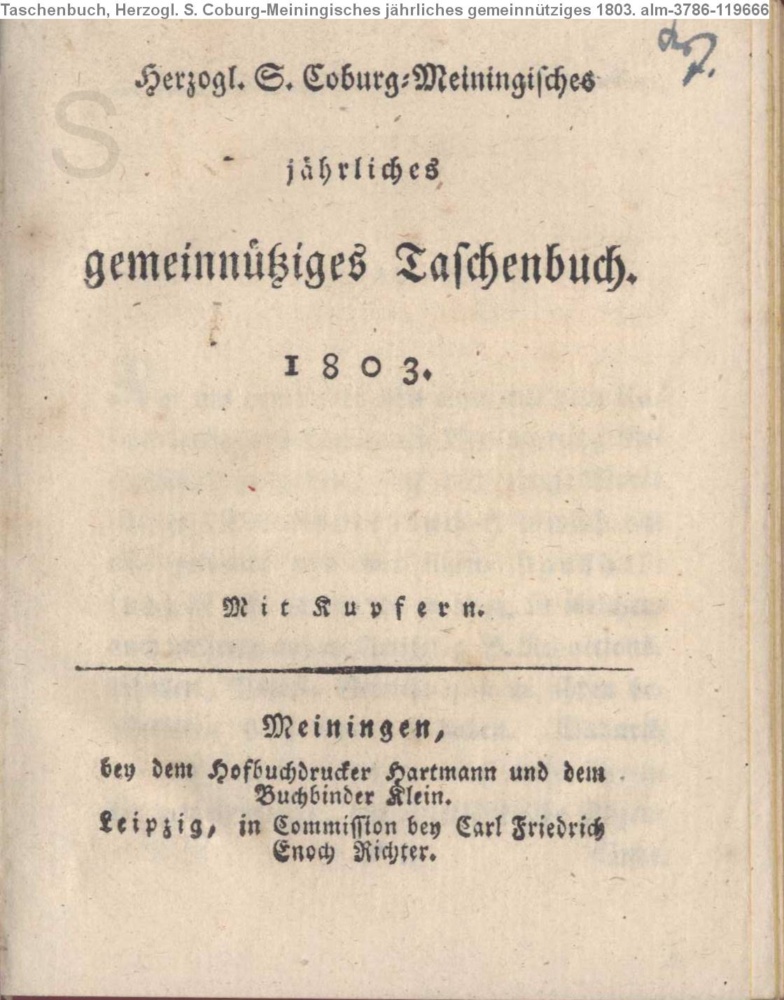 Taschenbuch, Herzogl. S. Coburg-Meiningisches jährliches gemeinnütziges 1803. alm-3786-119666
Herzogl. S. Coburg-Meiningisches
S
jährliches
gemeinnütziges Taschenbuch.
1803.
Mit Kupfern.
Meiningen,
bey dem Hofbuchdrucker Hartmann und dem
Buchbinder Klein.
Leipzig, in Commission bey Carl Friedrich
Enoch Richter.